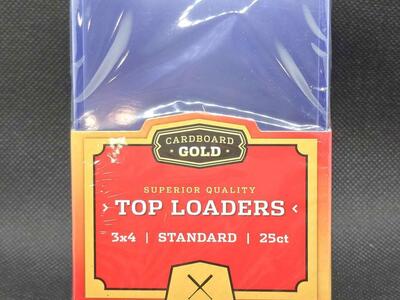 CARDBOARD
GOLD
SUPERIOR QUALITY
TOP LOADERS
3x4 | STANDARD | 25ct